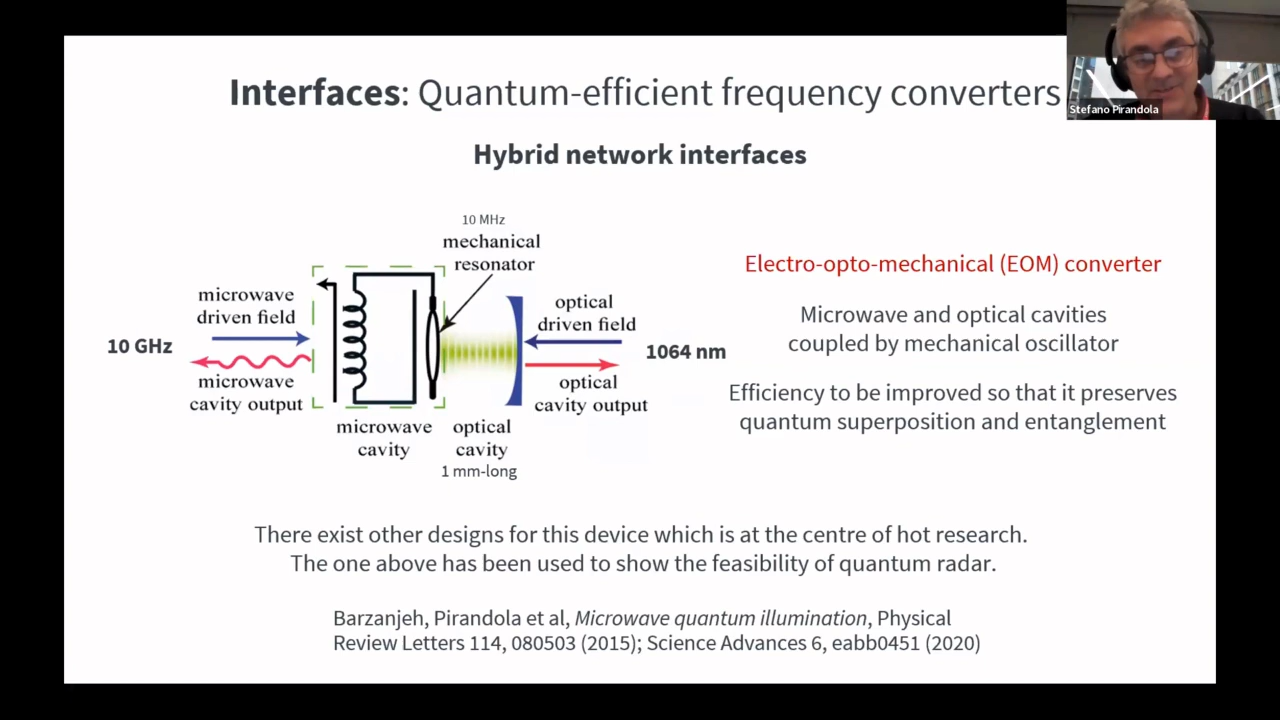 Interfaces: Quantum-efficient frequency converters
Stefano Pirandola
Hybrid network interfaces
10 MHz
mechanical
resonator
microwave
driven field
10 GHz
microwave
cavity output
microwave
cavity
optical
cavity
1 mm-long
optical
driven field
1064 nm
optical
cavity output
Electro-opto-mechanical (EOM) converter
Microwave and optical cavities
coupled by mechanical oscillator
Efficiency to be improved so that it preserves
quantum superposition and entanglement
There exist other designs for this device which is at the centre of hot research.
The one above has been used to show the feasibility of quantum radar.
Barzanjeh, Pirandola et al, Microwave quantum illumination, Physical
Review Letters 114, 080503 (2015); Science Advances 6, eabb0451 (2020)